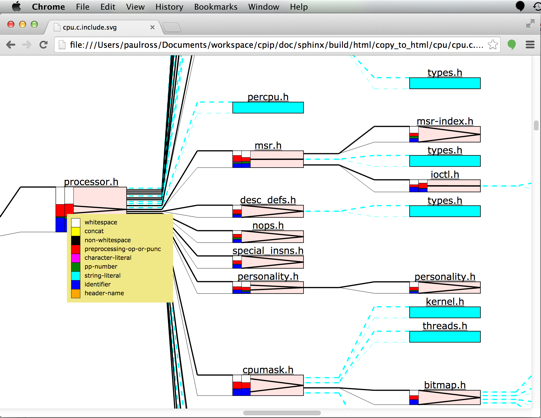 Chrome File Edit View History Bookmarks Window Help
cpu.c.include.svg
file:///Users/paulross/Documents/workspace/cpip/doc/sphinx/build/html/copy_to_html/cpu/cpu.c....
types.h
percpu.h
msr-index.h
msr.h
types.h
ioctl.h
processor.h
desc_defs.h
types.h
whitespace
concat
non-whitespace
preprocessing-op-or-punc
character-literal
pp-number
string-literal
identifier
header-name
nops.h
special_insns.h
personality.h
personality.h
kernel.h
threads.h
cpumask.h
bitmap.h